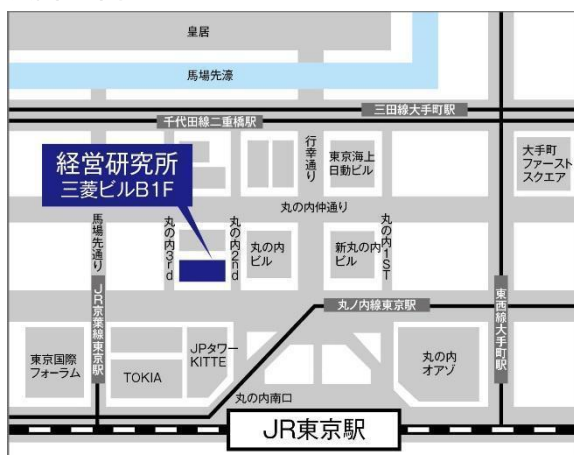 皇居
馬場先濠
三田線大手町駅
千代田線二重橋駅
経営研究所
三菱ビルB1F
行幸通り
東京海上
日動ビル
大手町
ファースト
スクエア
丸の内仲通り
馬場先通り
丸の内3rd
丸の内2nd
丸の内
ビル
新丸の内
ビル
丸の内1ST
JR京葉線東京駅
丸ノ内線東京駅
東西線大手町駅
東京国際
フォーラム
TOKIA
JPタワー
KITTE
丸の内
オアゾ
丸の内南口
JR東京駅